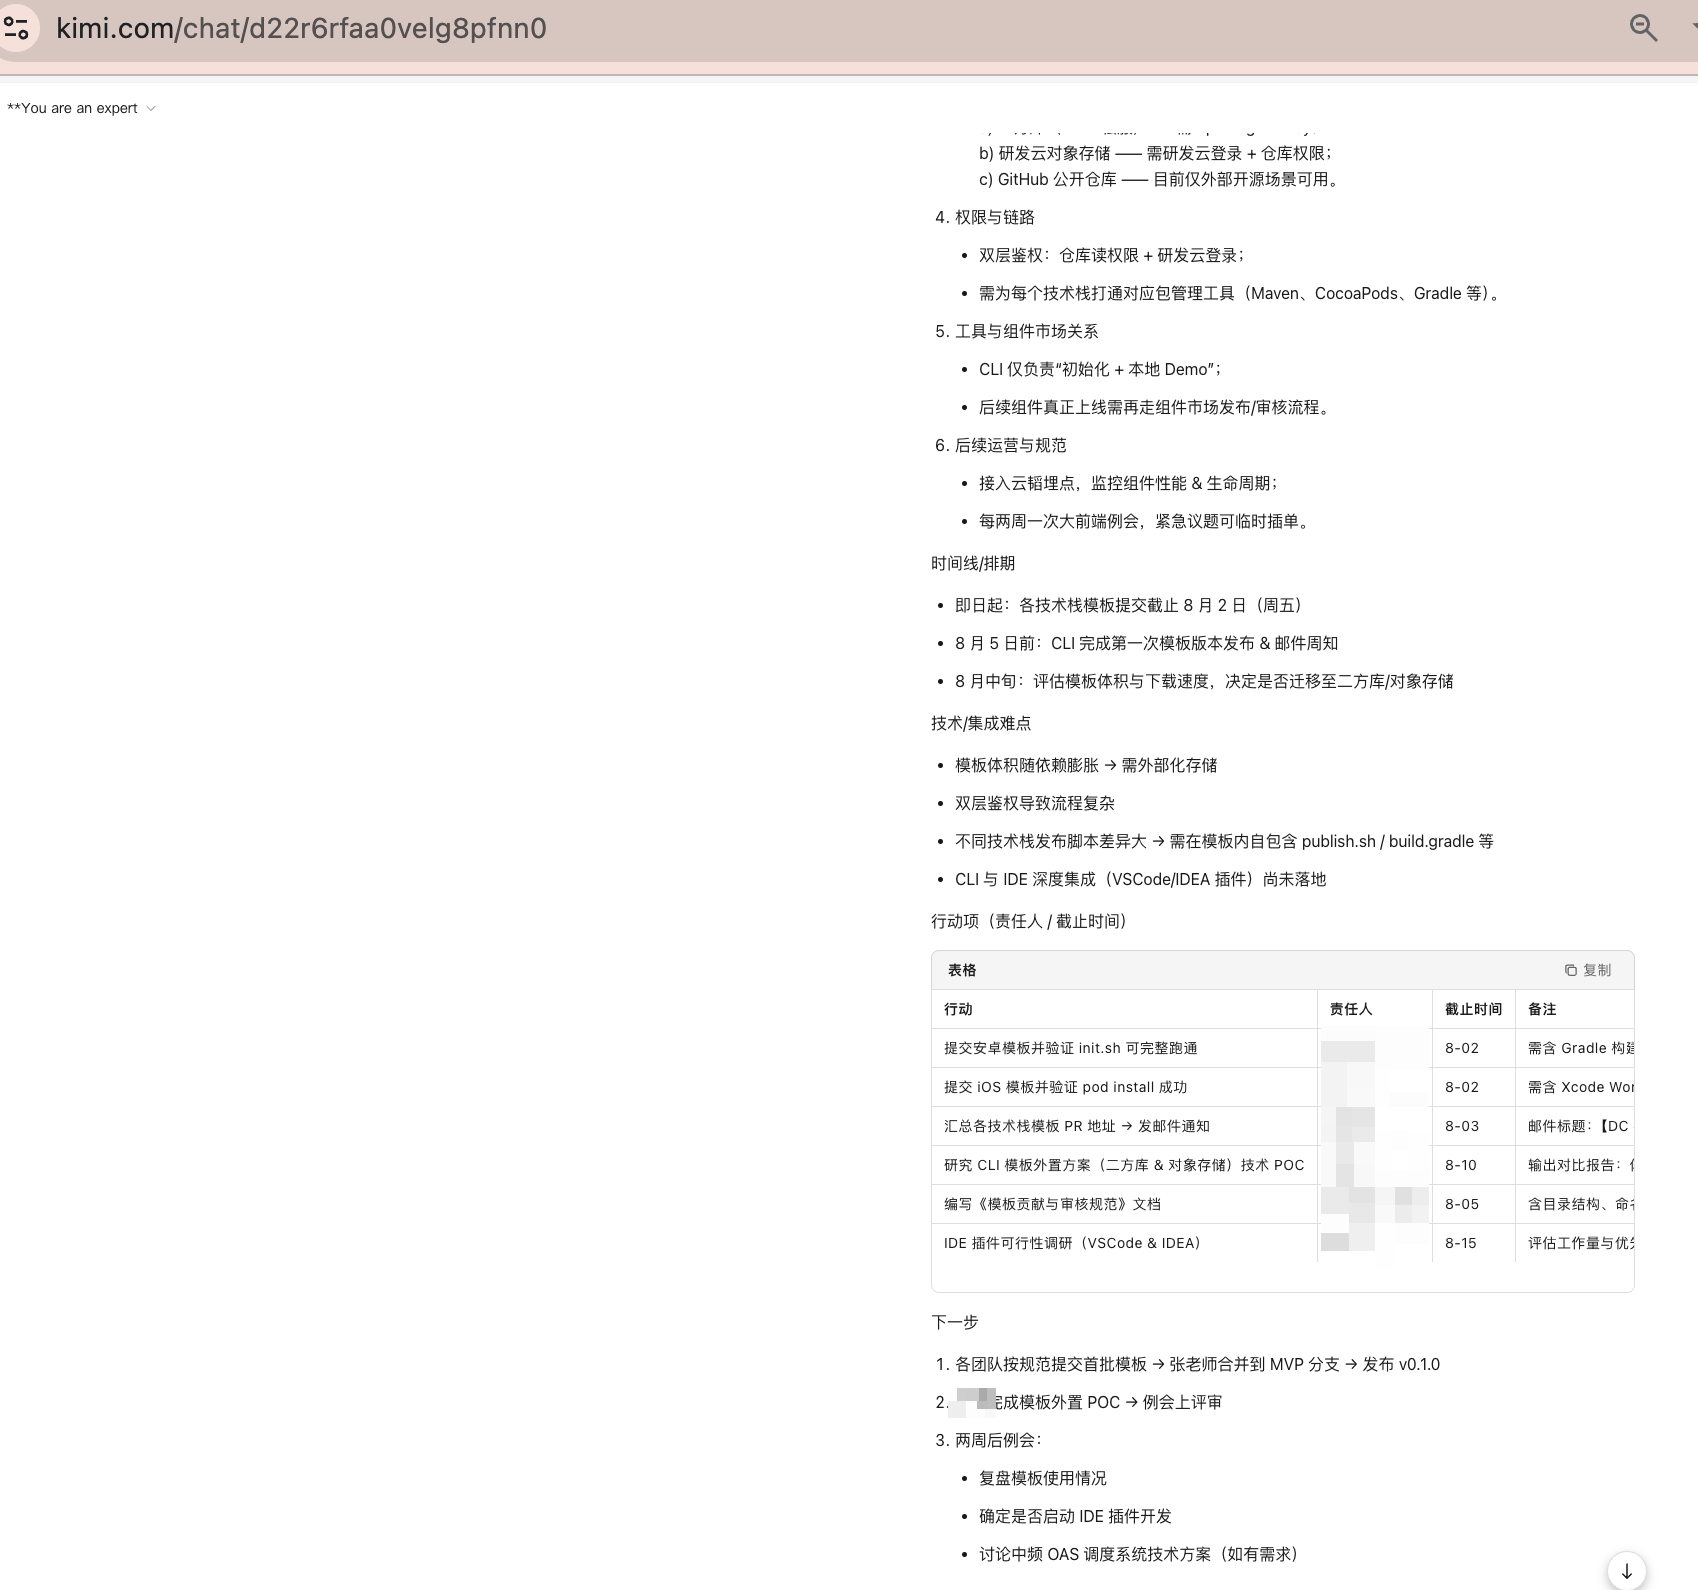 kimi.com/chat/d22r6rfaa0velg8pfnn0
**You are an expert
b) 研发云对象存储 —— 需研发云登录 + 仓库权限；
c) GitHub 公开仓库 —— 目前仅外部开源场景可用。
4. 权限与链路
• 双层鉴权：仓库读权限 + 研发云登录；
• 需为每个技术栈打通对应包管理工具（Maven、CocoaPods、Gradle 等）。
5. 工具与组件市场关系
• CLI 仅负责“初始化 + 本地 Demo”；
• 后续组件真正上线需再走组件市场发布/审核流程。
6. 后续运营与规范
• 接入云韬埋点，监控组件性能 & 生命周期；
• 每两周一次大前端例会，紧急议题可临时插单。
时间线/排期
• 即日起：各技术栈模板提交截止 8 月 2 日（周五）
• 8 月 5 日前：CLI 完成第一次模板版本发布 & 邮件周知
• 8 月中旬：评估模板体积与下载速度，决定是否迁移至二方库/对象存储
技术/集成难点
• 模板体积随依赖膨胀 → 需外部化存储
• 双层鉴权导致流程复杂
• 不同技术栈发布脚本差异大 → 需在模板内自包含 publish.sh / build.gradle 等
• CLI 与 IDE 深度集成（VSCode/IDEA 插件）尚未落地
行动项（责任人 / 截止时间）
表格 复制
行动 责任人 截止时间 备注
提交安卓模板并验证 init.sh 可完整跑通 8-02 需含 Gradle 构建
提交 iOS 模板并验证 pod install 成功 8-02 需含 Xcode Wor
汇总各技术栈模板 PR 地址 → 发邮件通知 8-03 邮件标题：【DC
研究 CLI 模板外置方案（二方库 & 对象存储）技术 POC 8-10 输出对比报告：
编写《模板贡献与审核规范》文档 8-05 含目录结构、命
IDE 插件可行性调研（VSCode & IDEA） 8-15 评估工作量与优
下一步
1. 各团队按规范提交首批模板 → 张老师合并到 MVP 分支 → 发布 v0.1.0
2. 完成模板外置 POC → 例会上评审
3. 两周后例会：
• 复盘模板使用情况
• 确定是否启动 IDE 插件开发
• 讨论中频 OAS 调度系统技术方案（如有需求）